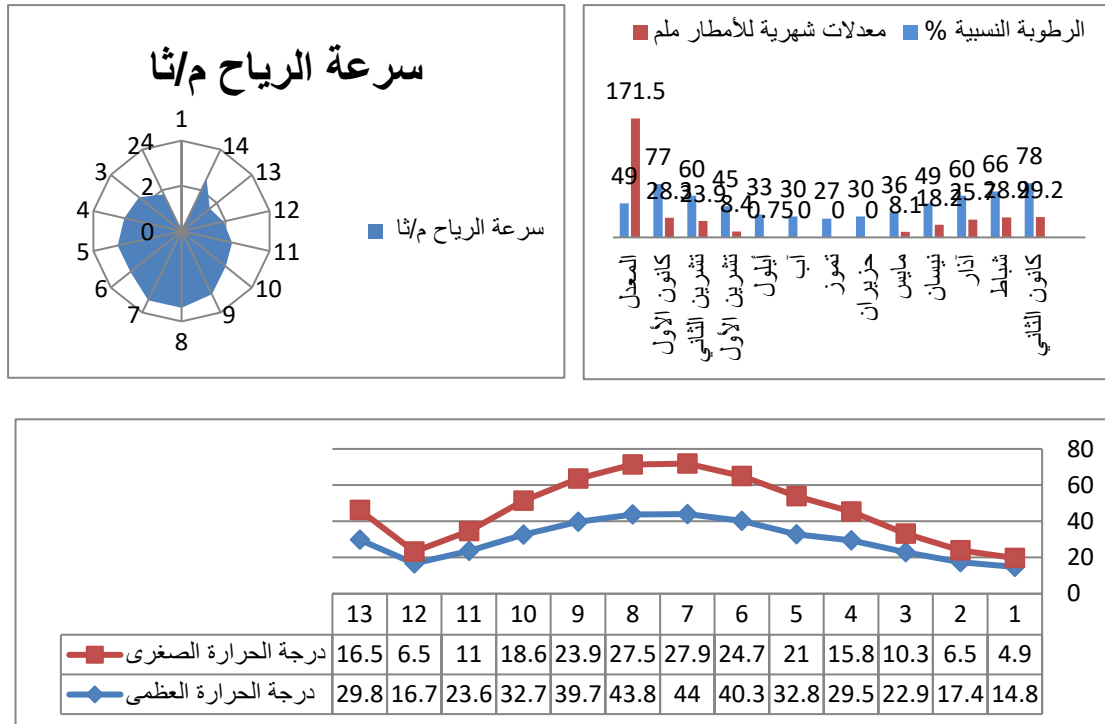 سرعة الرياح م/ثا
1
14
13
12
11
10
9
8
7
6
5
4
3
2
4
2
0
سرعة الرياح م/ثا
الرطوبة النسبية % معدلات شهرية للأمطار ملم
171.5
49 77 60 45 33 30 27 30 36 49 60 66 78
28.2 23.9 8.4 0.75 0 0 0 8.1 18.2 25.7 28.9 29.2
المعدل
كانون الأول
تشرين الثاني
تشرين الأول
أيلول
آب
تموز
حزيران
مايس
نيسان
آذار
شباط
كانون الثاني
80
60
40
20
0
13 12 11 10 9 8 7 6 5 4 3 2 1
درجة الحرارة الصغرى 16.5 6.5 11 18.6 23.9 27.5 27.9 24.7 21 15.8 10.3 6.5 4.9
درجة الحرارة العظمى 29.8 16.7 23.6 32.7 39.7 43.8 44 40.3 32.8 29.5 22.9 17.4 14.8